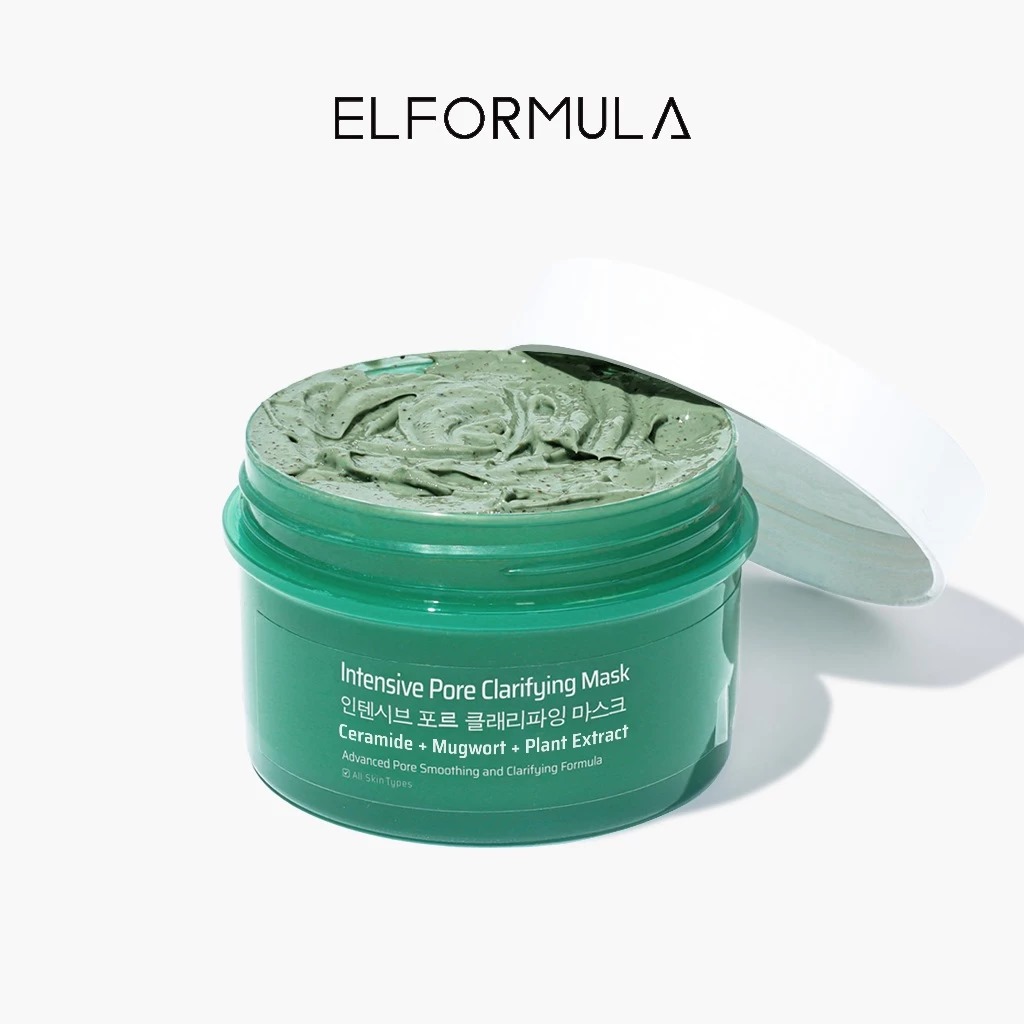 ELFORMULA
Intensive Pore Clarifying Mask
인텐시브 포르 클래리파잉 마스크
Ceramide + Mugwort + Plant Extract
Advanced Pore Smoothing and Clarifying Formula
☑ All Skin Types